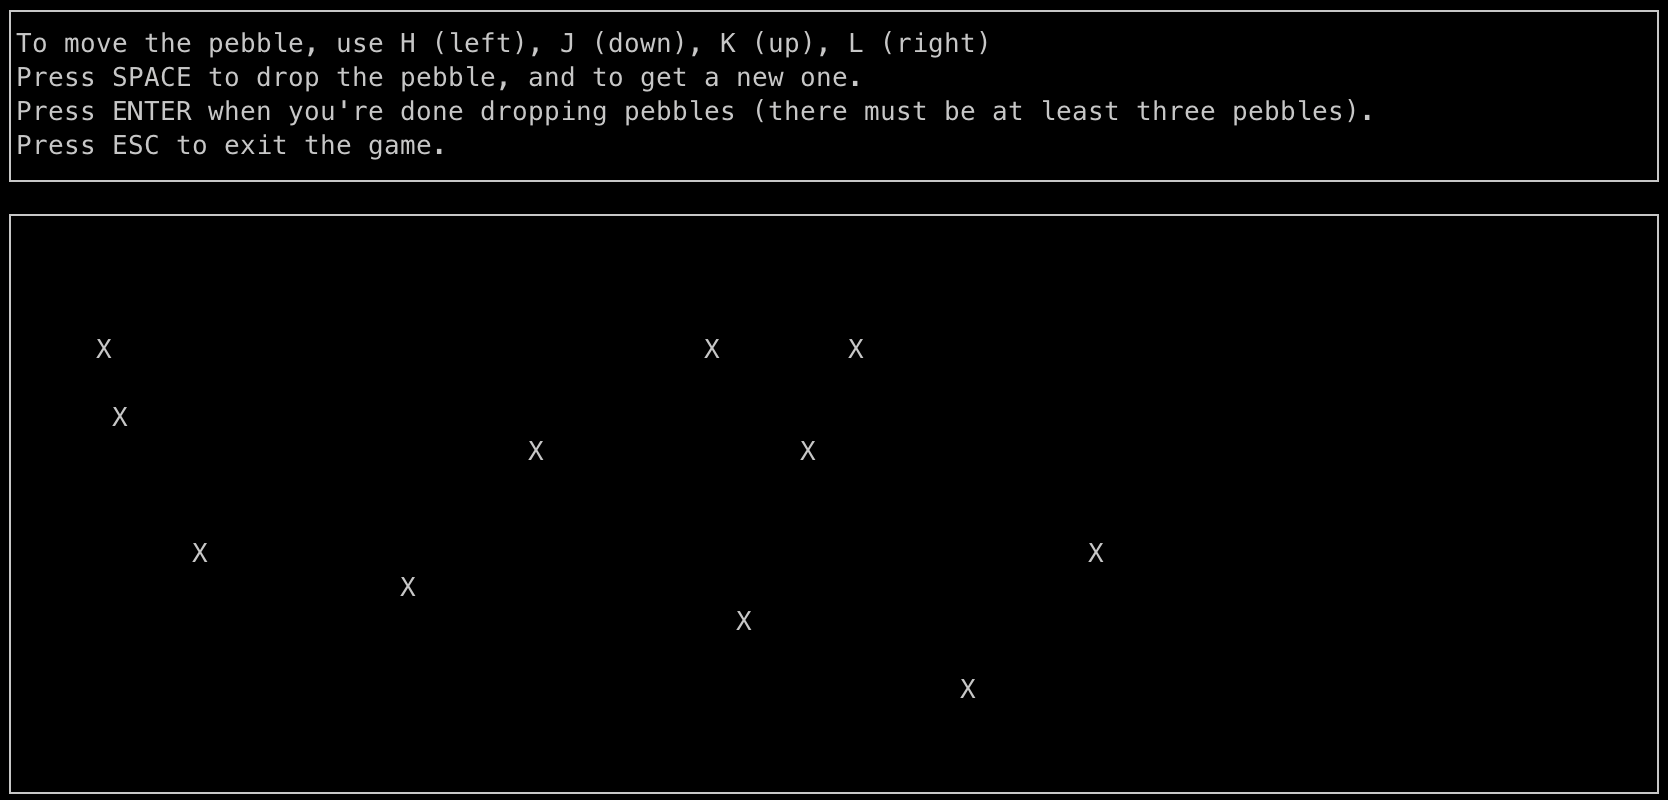 To move the pebble, use H (left), J (down), K (up), L (right)
Press SPACE to drop the pebble, and to get a new one.
Press ENTER when you're done dropping pebbles (there must be at least three pebbles).
Press ESC to exit the game.
X X X
X
X X
X X
X
X
X